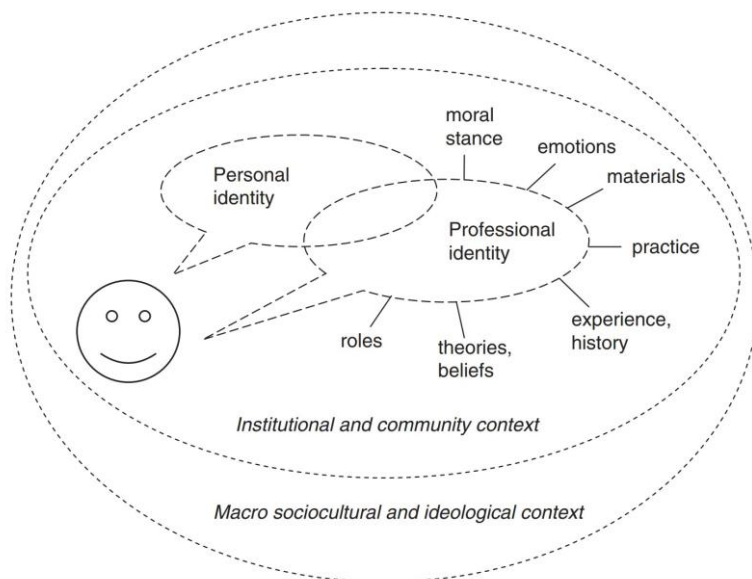 moral
stance
emotions
materials
Personal
identity
Professional
identity
practice
experience,
history
roles
theories,
beliefs
Institutional and community context
Macro sociocultural and ideological context